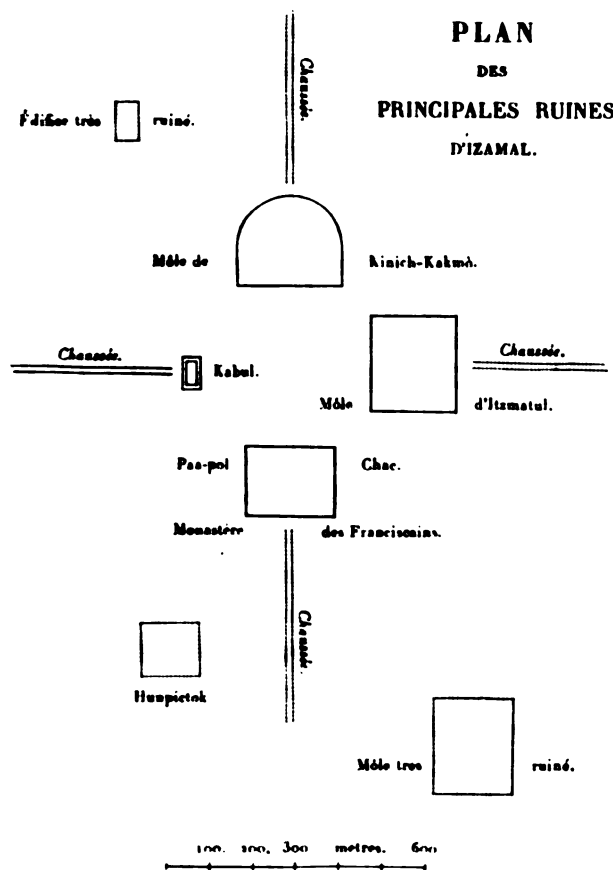 PLAN
DES
PRINCIPALES RUINES
D'IZAMAL.
Chaussée.
Édifice très ruiné.
Môle de Kinich-Kakmò.
Chaussée.
Kabul.
Chaussée.
Môle d'Itzmatul.
Paa-pol Chac.
Monastère des Franciscains.
Chaussée.
Hunpictok
Môle tres ruiné.
100. 200. 300 metres. 600